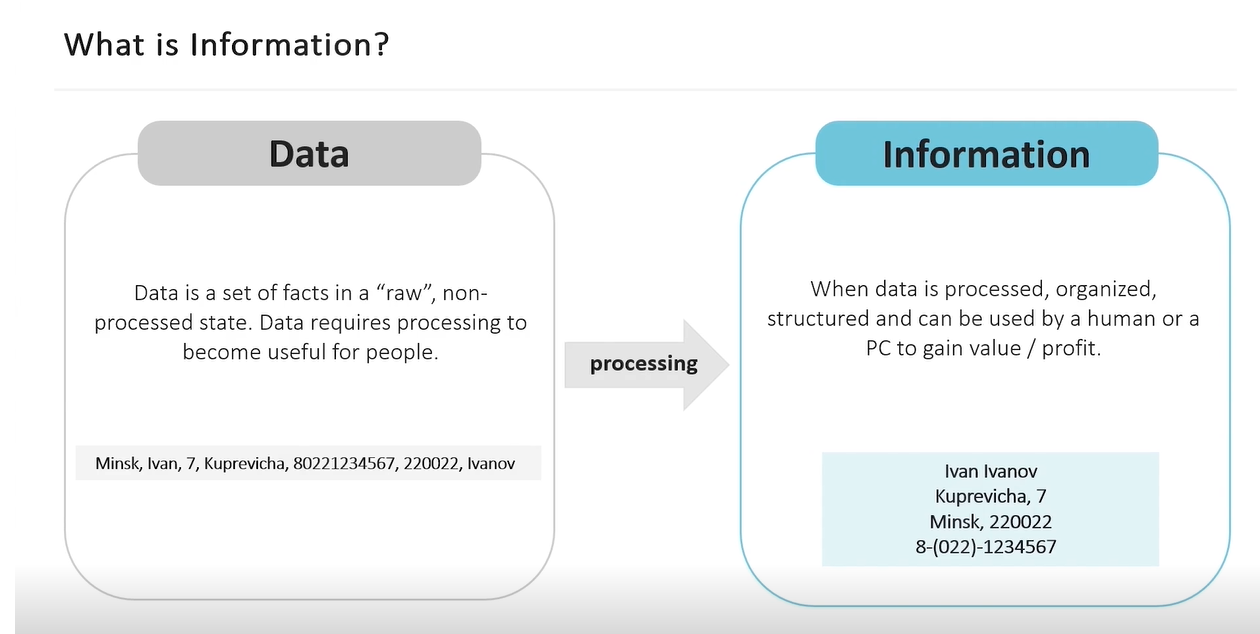 What is Information?
Data
Data is a set of facts in a “raw”, non-
processed state. Data requires processing to
become useful for people.
Minsk, Ivan, 7, Kuprevicha, 80221234567, 220022, Ivanov
processing
Information
When data is processed, organized,
structured and can be used by a human or a
PC to gain value / profit.
Ivan Ivanov
Kuprevicha, 7
Minsk, 220022
8-(022)-1234567